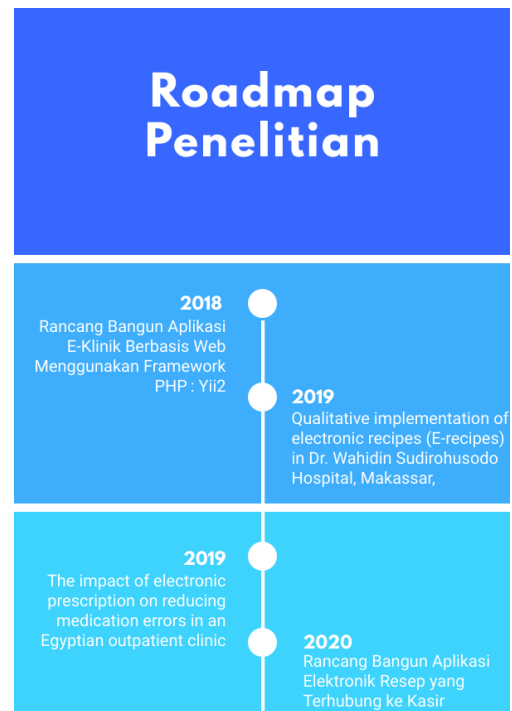 Roadmap
Penelitian
2018
Rancang Bangun Aplikasi
E-Klinik Berbasis Web
Menggunakan Framework
PHP : Yii2
2019
Qualitative implementation of
electronic recipes (E-recipes)
in Dr. Wahidin Sudirohusodo
Hospital, Makassar,
2019
The impact of electronic
prescription on reducing
medication errors in an
Egyptian outpatient clinic
2020
Rancang Bangun Aplikasi
Elektronik Resep yang
Terhubung ke Kasir